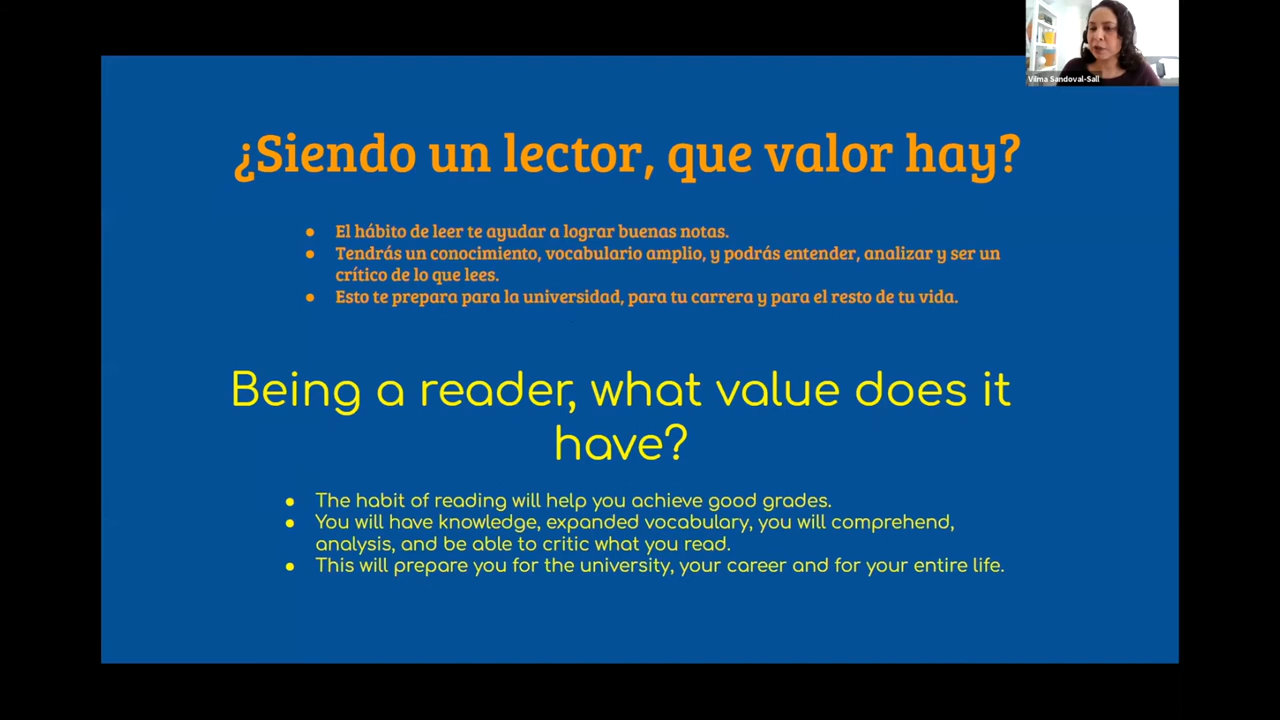 Vilma Sandoval-Sall
¿Siendo un lector, que valor hay?
● El hábito de leer te ayudar a lograr buenas notas.
● Tendrás un conocimiento, vocabulario amplio, y podrás entender, analizar y ser un
crítico de lo que lees.
● Esto te prepara para la universidad, para tu carrera y para el resto de tu vida.
Being a reader, what value does it
have?
● The habit of reading will help you achieve good grades.
● You will have knowledge, expanded vocabulary, you will comprehend,
analysis, and be able to critic what you read.
● This will prepare you for the university, your career and for your entire life.